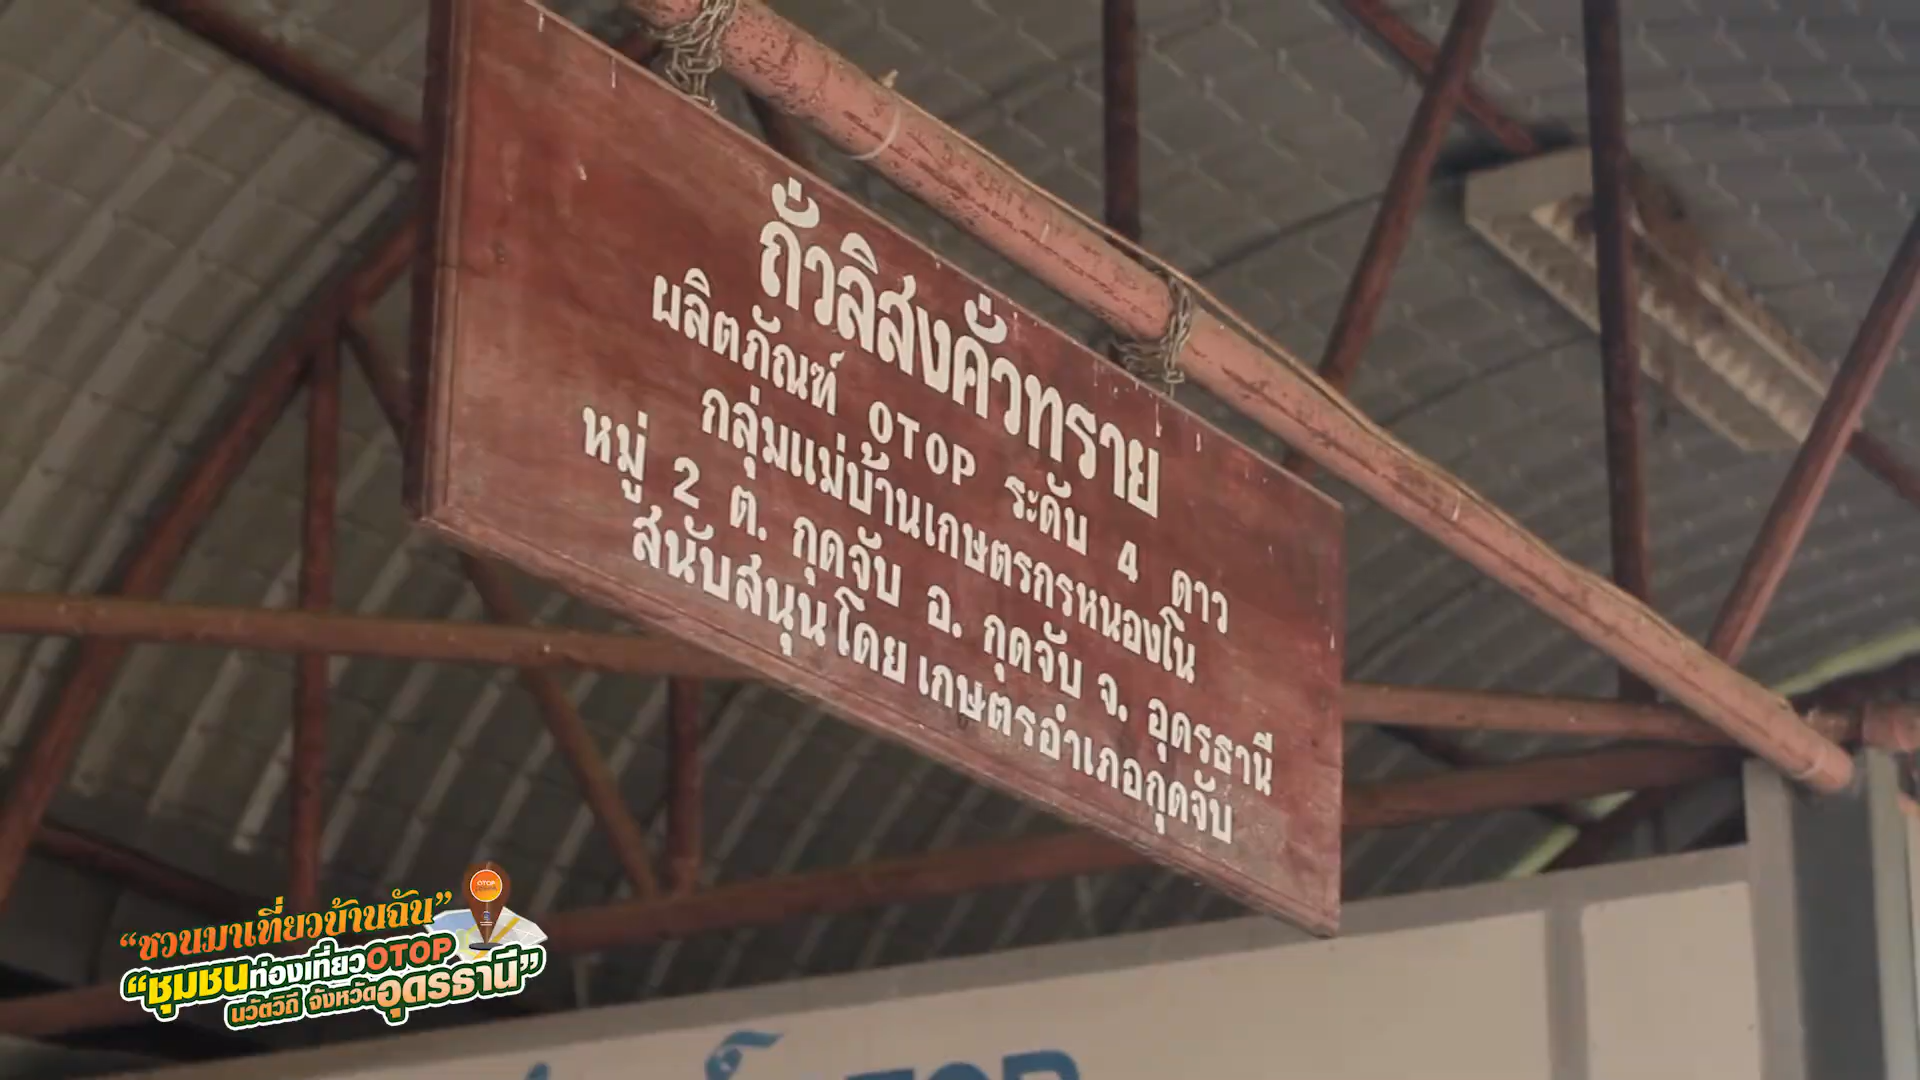 ถั่วลิสงคั่วทราย
ผลิตภัณฑ์ OTOP ระดับ 4 ดาว
กลุ่มแม่บ้านเกษตรกรหนองโน
หมู่ 2 ต. กุดจับ อ. กุดจับ จ. อุดรธานี
สนับสนุนโดย เกษตรอำเภอกุดจับ
“ชวนมาเที่ยวบ้านฉัน”
“ชุมชนท่องเที่ยวOTOP
นวัตวิถี จังหวัดอุดรธานี”
OTOP